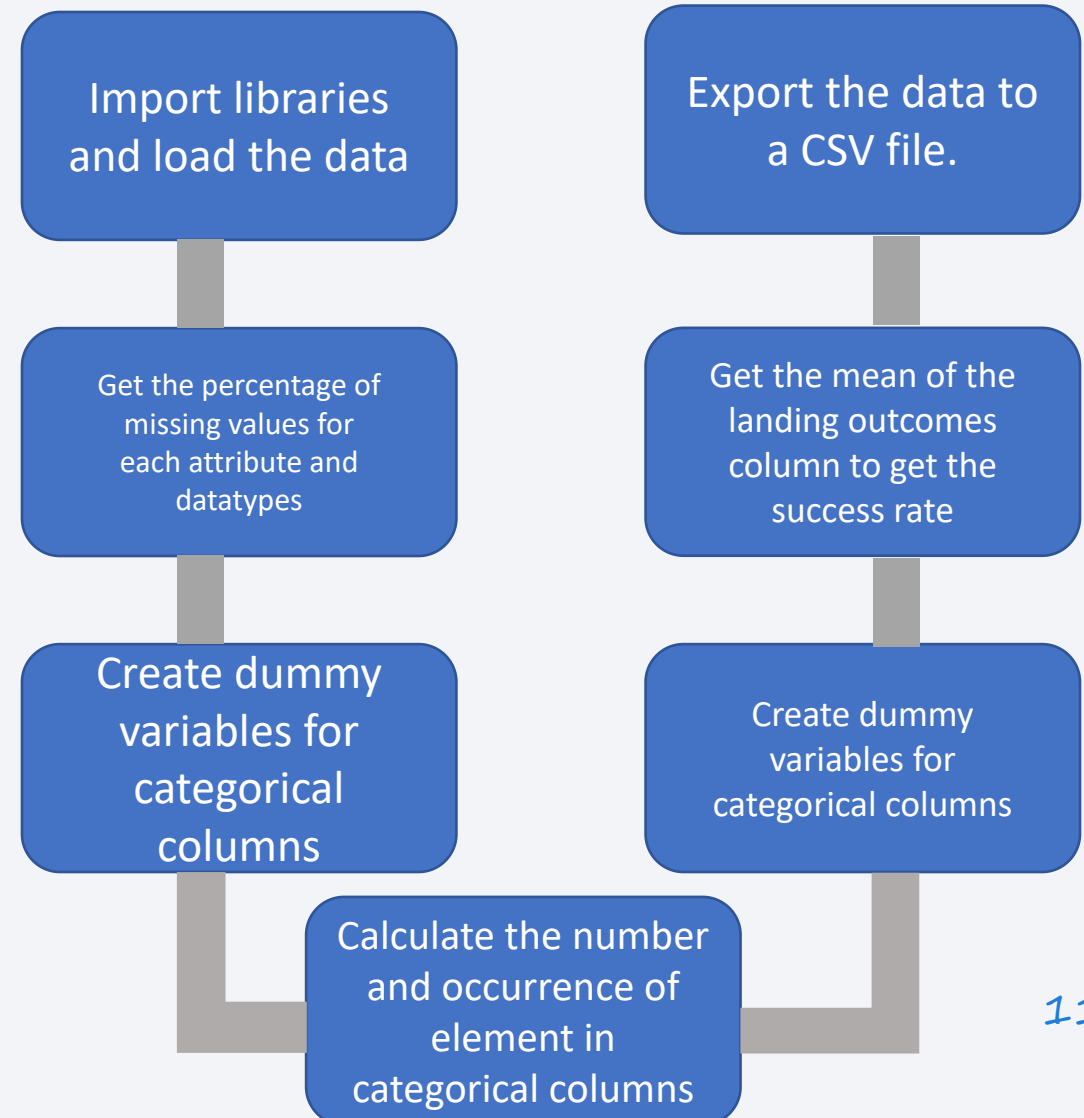 Import libraries
and load the data
Get the percentage of
missing values for
each attribute and
datatypes
Create dummy
variables for
categorical
columns
Calculate the number
and occurrence of
element in
categorical columns
Create dummy
variables for
categorical columns
Get the mean of the
landing outcomes
column to get the
success rate
Export the data to
a CSV file.
11